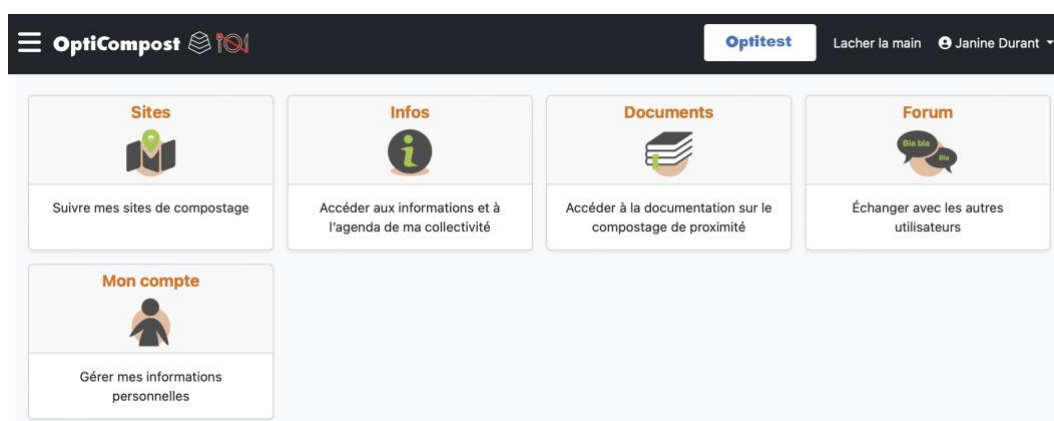 OptiCompost
Optitest
Lacher la main
Janine Durant
Sites
Suivre mes sites de compostage
Infos
Accéder aux informations et à
l'agenda de ma collectivité
Documents
Accéder à la documentation sur le
compostage de proximité
Forum
Bla bla
Bla
Échanger avec les autres
utilisateurs
Mon compte
Gérer mes informations
personnelles